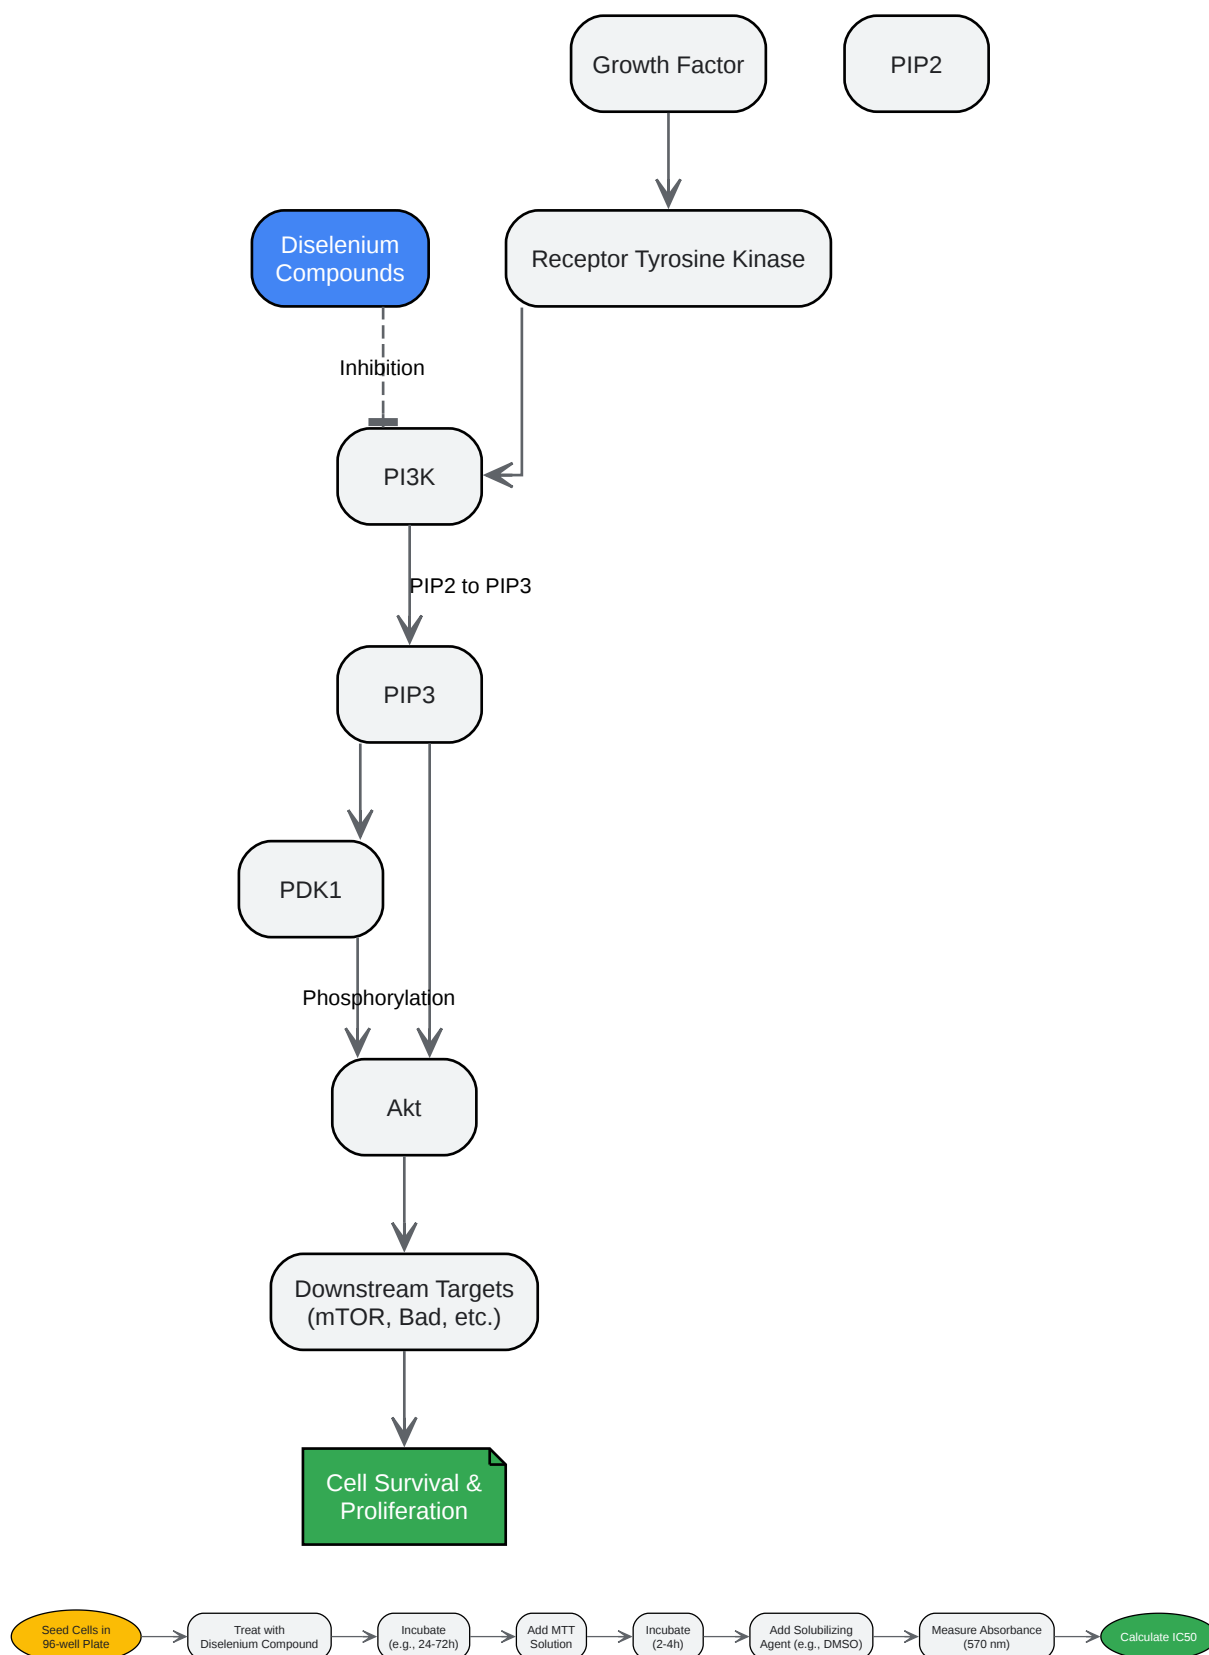 Growth Factor
PIP2
Diselenium
Compounds
Receptor Tyrosine Kinase
Inhibition
PI3K
PIP2 to PIP3
PIP3
PDK1
Phosphorylation
Akt
Downstream Targets
(mTOR, Bad, etc.)
Cell Survival &
Proliferation
Seed Cells in
96-well Plate
Treat with
Diselenium Compound
Incubate
(e.g., 24-72h)
Add MTT
Solution
Incubate
(2-4h)
Add Solubilizing
Agent (e.g., DMSO)
Measure Absorbance
(570 nm)
Calculate IC50